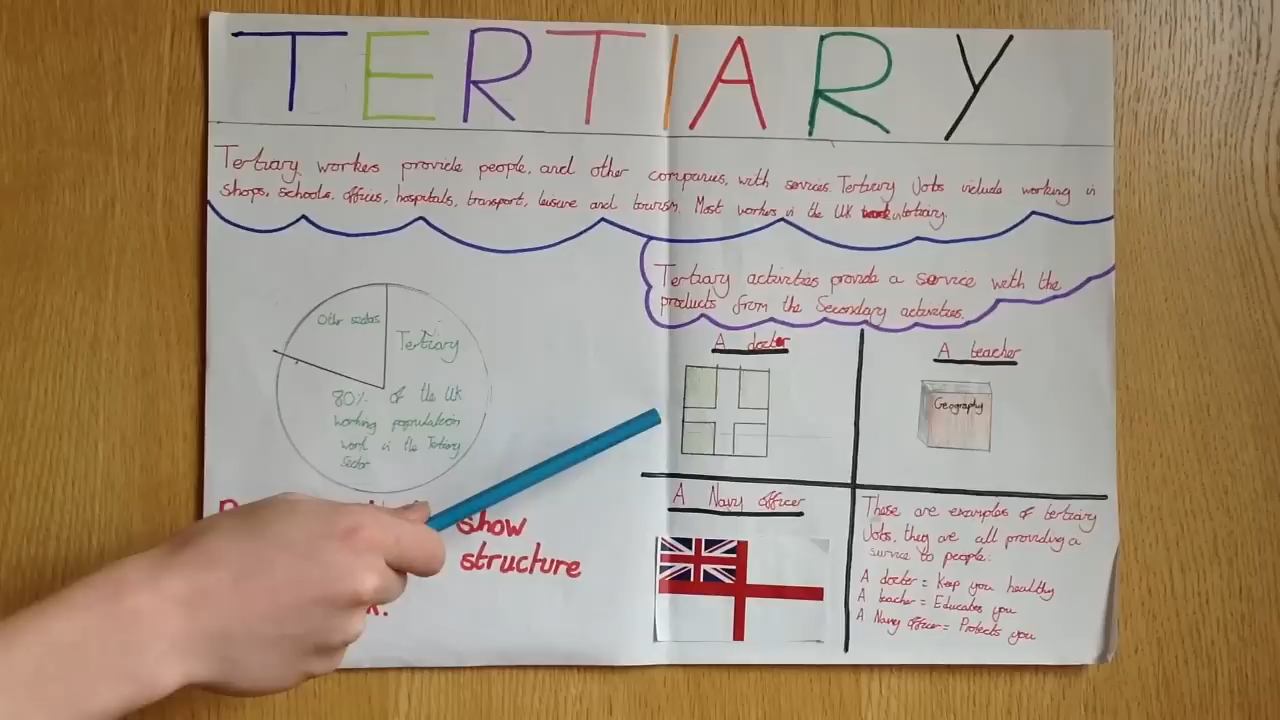 TERTIARY
Tertiary workers provide people, and other companies, with services. Tertiary Jobs include working in
shops, schools, offices, hospitals, transport, leisure and tourism. Most workers in the UK tertiary.
Tertiary activities provide a service with the
products from the Secondary activities.
Other sectors
Tertiary
80% of the UK
working population
work in the Tertiary
Sector
show
structure
A doctor
A teacher
Geography
A Navy officer
These are examples of tertiary
Jobs, they are all providing a
service to people.
A doctor = Keep you healthy
A teacher = Educates you
A Navy officer = Protects you